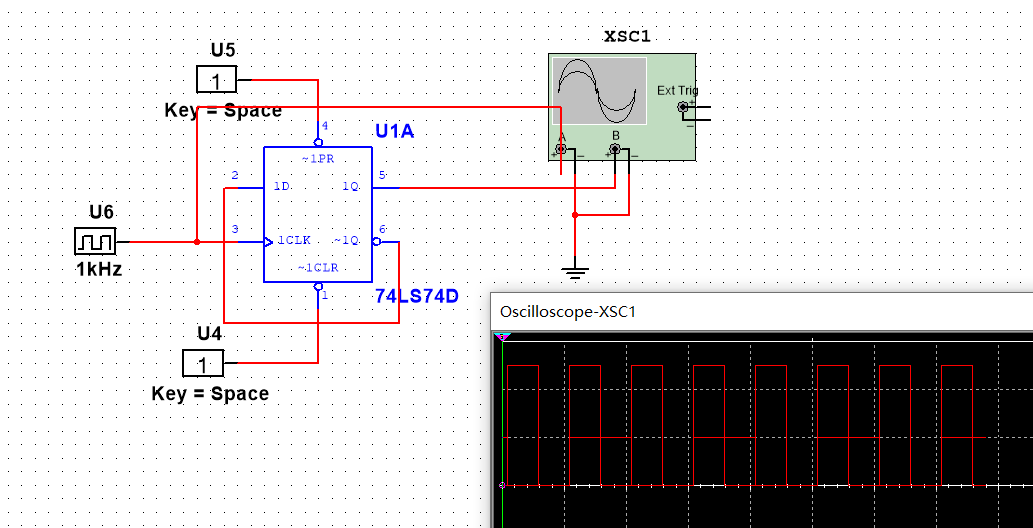 XSC1
U5
1
Key = Space
Ext Trig
+
−
A
B
+ − + −
4
U1A
~1PR
2
1D
1Q
5
U6
3
1CLK
~1Q
6
1kHz
~1CLR
1
74LS74D
U4
1
Key = Space
Oscilloscope-XSC1